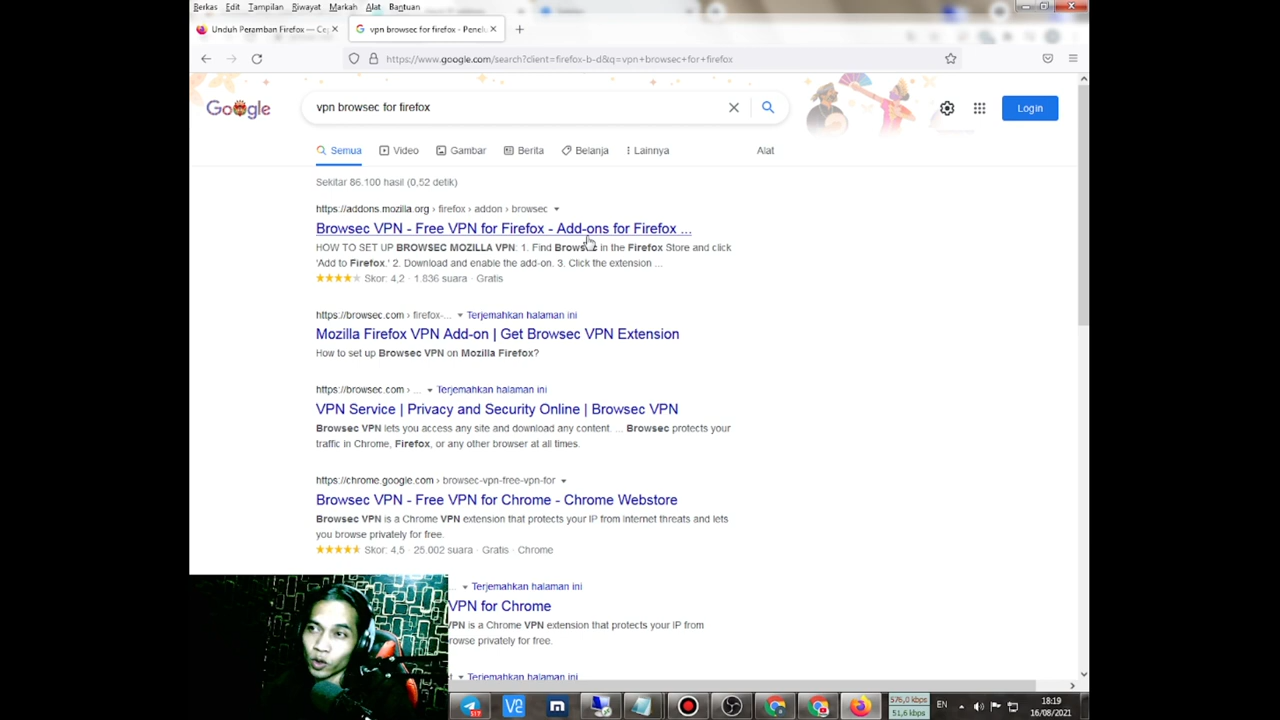 Berkas Edit Tampilan Riwayat Markah Alat Bantuan
Unduh Peramban Firefox — Ce
vpn browsec for firefox - Penelu
https://www.google.com/search?client=firefox-b-d&q=vpn+browsec+for+firefox
Google
vpn browsec for firefox
Login
Semua Video Gambar Berita Belanja Lainnya Alat
Sekitar 86.100 hasil (0,52 detik)
https://addons.mozilla.org › firefox › addon › browsec
Browsec VPN - Free VPN for Firefox - Add-ons for Firefox ...
HOW TO SET UP BROWSEC MOZILLA VPN: 1. Find Browsec in the Firefox Store and click
'Add to Firefox.' 2. Download and enable the add-on. 3. Click the extension ...
Skor: 4,2 · 1.836 suara · Gratis
https://browsec.com › firefox-... Terjemahkan halaman ini
Mozilla Firefox VPN Add-on | Get Browsec VPN Extension
How to set up Browsec VPN on Mozilla Firefox?
https://browsec.com › ... Terjemahkan halaman ini
VPN Service | Privacy and Security Online | Browsec VPN
Browsec VPN lets you access any site and download any content. ... Browsec protects your
traffic in Chrome, Firefox, or any other browser at all times.
https://chrome.google.com › browsec-vpn-free-vpn-for
Browsec VPN - Free VPN for Chrome - Chrome Webstore
Browsec VPN is a Chrome VPN extension that protects your IP from Internet threats and lets
you browse privately for free.
Skor: 4,5 · 25.002 suara · Gratis · Chrome
Terjemahkan halaman ini
VPN for Chrome
VPN is a Chrome VPN extension that protects your IP from
rowse privately for free.
Terjemahkan halaman ini
576,0 kbps
51,6 kbps
EN
18:19
16/08/2021